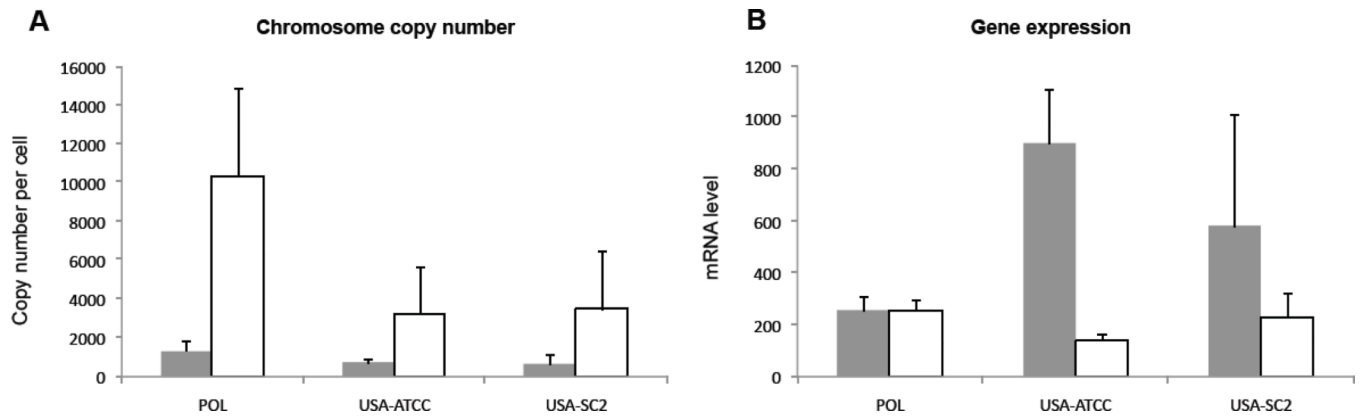 A
Chromosome copy number
Copy number per cell
16000
14000
12000
10000
8000
6000
4000
2000
0
POL
USA-ATCC
USA-SC2
B
Gene expression
mRNA level
1200
1000
800
600
400
200
0
POL
USA-ATCC
USA-SC2